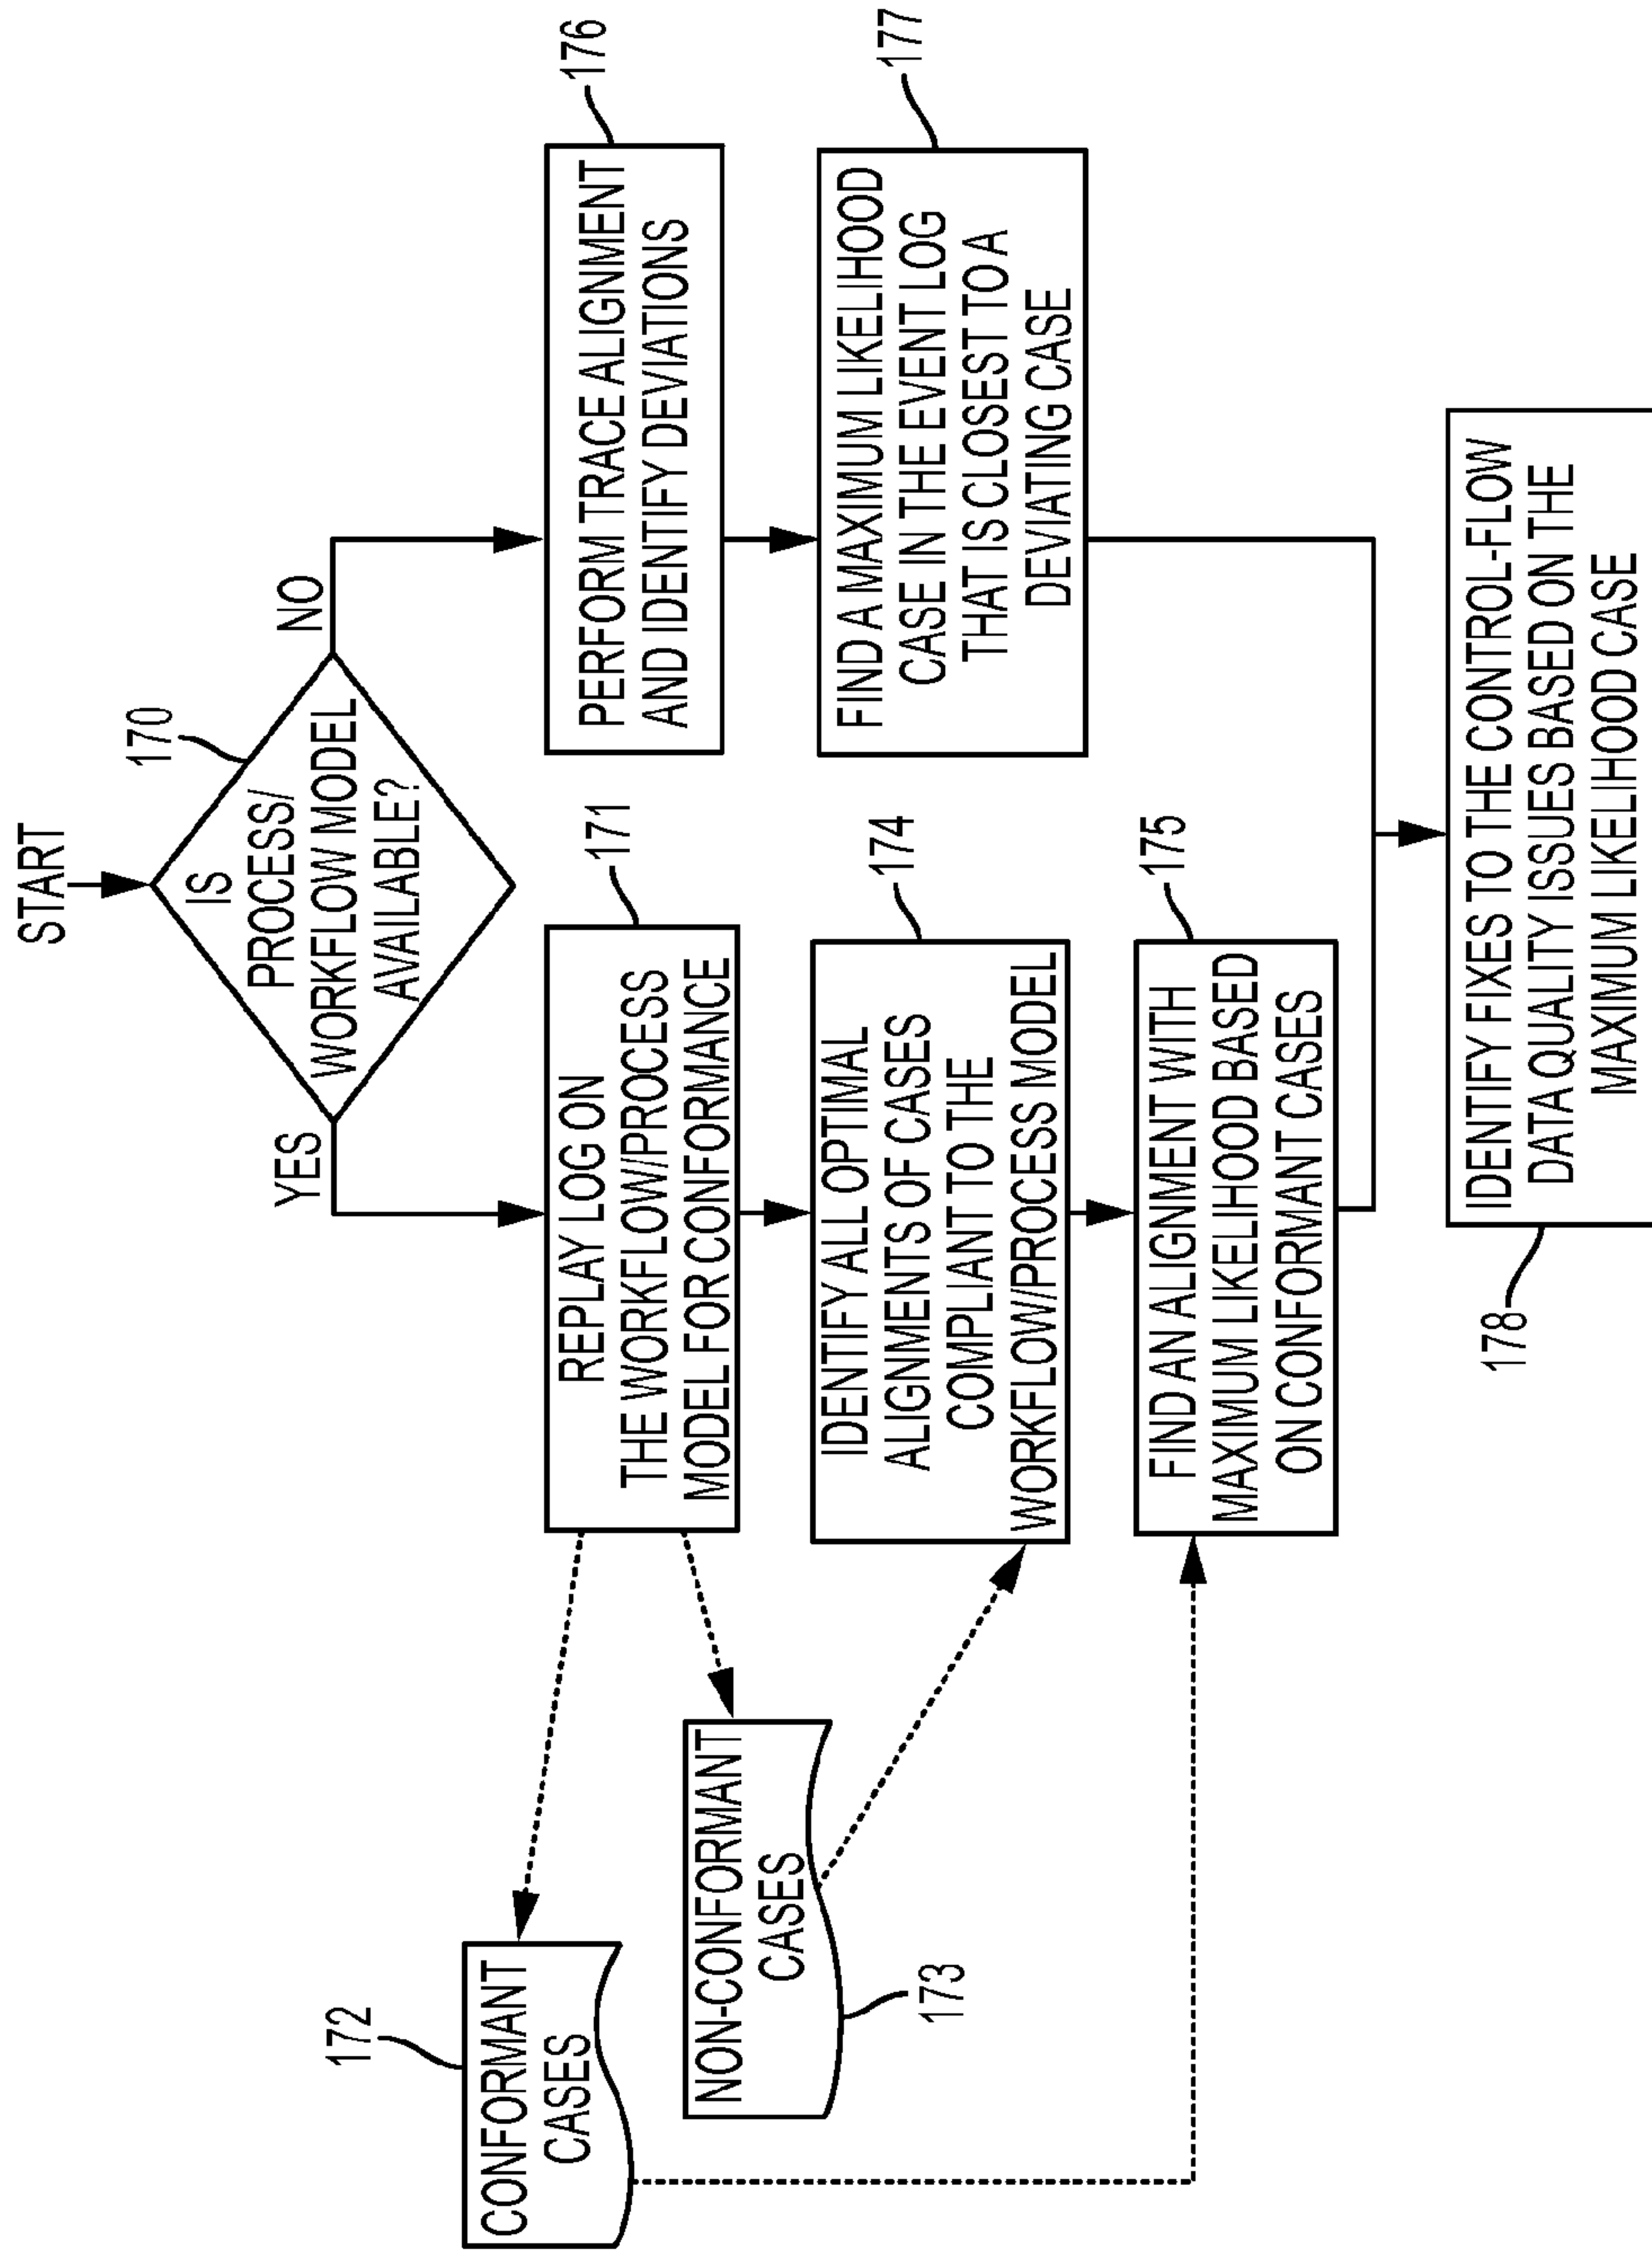 START
170
IS
PROCESS/
WORKFLOW MODEL
AVAILABLE?
YES
NO
171
REPLAY LOG ON
THE WORKFLOW/PROCESS
MODEL FOR CONFORMANCE
176
PERFORM TRACE ALIGNMENT
AND IDENTIFY DEVIATIONS
172
CONFORMANT
CASES
NON-CONFORMANT
CASES
173
174
IDENTIFY ALL OPTIMAL
ALIGNMENTS OF CASES
COMPLIANT TO THE
WORKFLOW/PROCESS MODEL
177
FIND A MAXIMUM LIKELIHOOD
CASE IN THE EVENT LOG
THAT IS CLOSEST TO A
DEVIATING CASE
175
FIND AN ALIGNMENT WITH
MAXIMUM LIKELIHOOD BASED
ON CONFORMANT CASES
178
IDENTIFY FIXES TO THE CONTROL-FLOW
DATA QUALITY ISSUES BASED ON THE
MAXIMUM LIKELIHOOD CASE